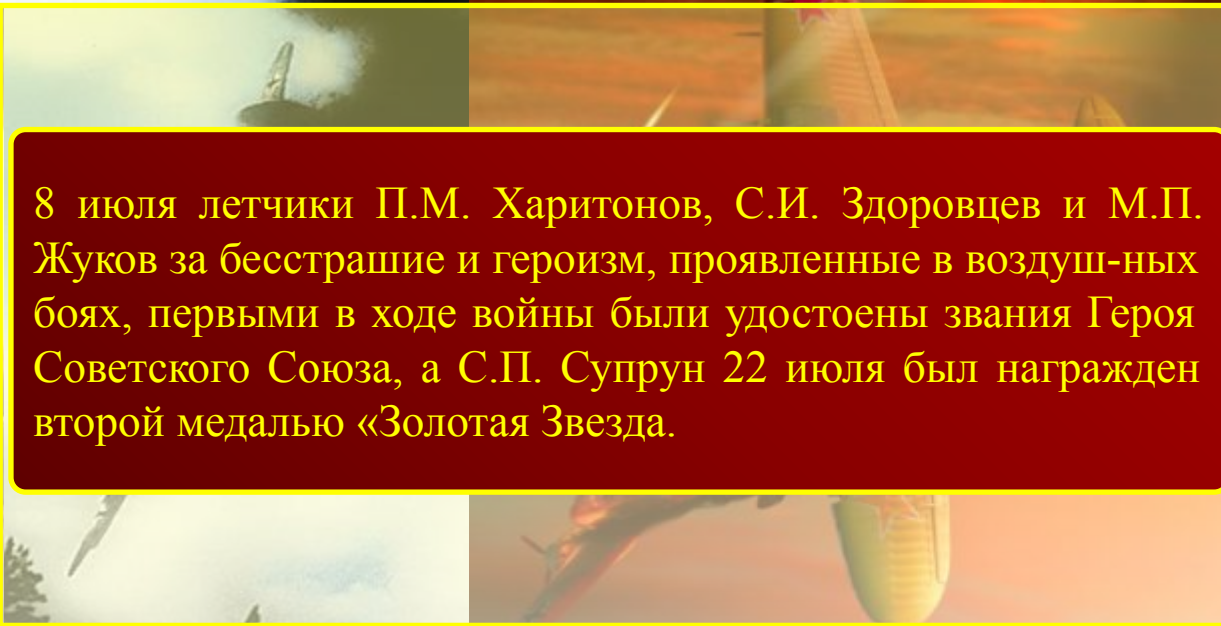 8 июля летчики П.М. Харитонов, С.И. Здоровцев и М.П.
Жуков за бесстрашие и героизм, проявленные в воздуш-ных
боях, первыми в ходе войны были удостоены звания Героя
Советского Союза, а С.П. Супрун 22 июля был награжден
второй медалью «Золотая Звезда.